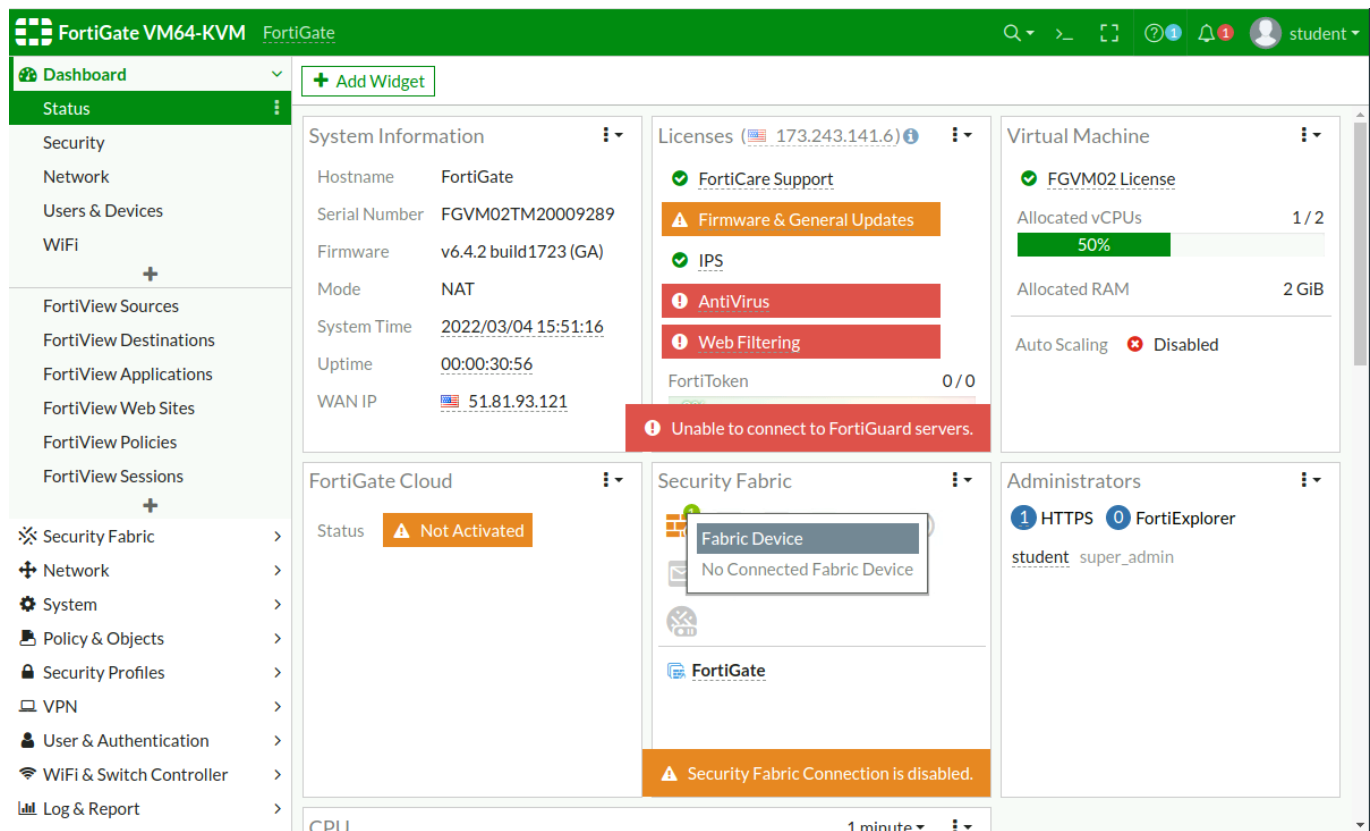 FortiGate VM64-KVM FortiGate
>_ 1 1 student
Dashboard
Status
Security
Network
Users & Devices
WiFi
FortiView Sources
FortiView Destinations
FortiView Applications
FortiView Web Sites
FortiView Policies
FortiView Sessions
Security Fabric
Network
System
Policy & Objects
Security Profiles
VPN
User & Authentication
WiFi & Switch Controller
Log & Report
Add Widget
System Information
Hostname FortiGate
Serial Number FGVM02TM20009289
Firmware v6.4.2 build1723 (GA)
Mode NAT
System Time 2022/03/04 15:51:16
Uptime 00:00:30:56
WAN IP 51.81.93.121
Licenses (173.243.141.6)
FortiCare Support
Firmware & General Updates
IPS
AntiVirus
Web Filtering
FortiToken 0/0
Unable to connect to FortiGuard servers.
Virtual Machine
FGVM02 License
Allocated vCPUs 1/2
50%
Allocated RAM 2 GiB
Auto Scaling Disabled
FortiGate Cloud
Status Not Activated
Security Fabric
1
Fabric Device
No Connected Fabric Device
FortiGate
Security Fabric Connection is disabled.
Administrators
1 HTTPS 0 FortiExplorer
student super_admin
CPU 1 minute